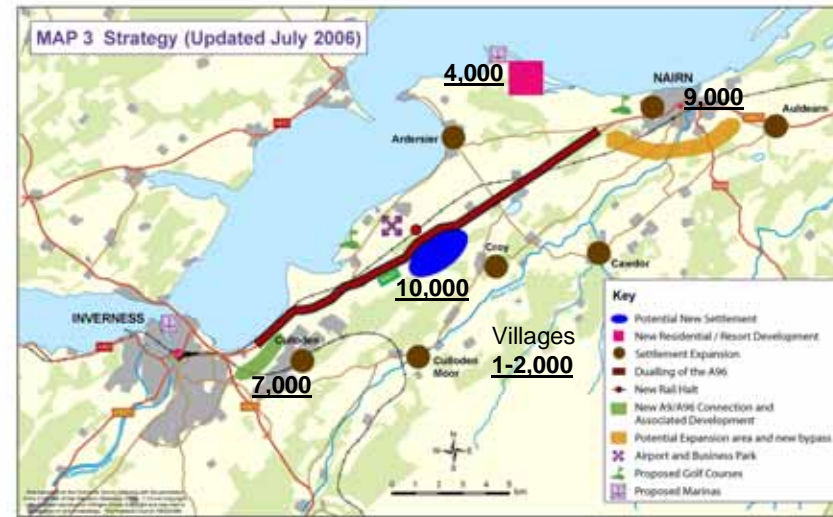 MAP 3 Strategy (Updated July 2006)
4,000
NAIRN
9,000
Auldearn
Ardersier
Croy
Cawdor
10,000
INVERNESS
Culloden
7,000
Culloden
Moor
Villages
1-2,000
Key
Potential New Settlement
New Residential / Resort Development
Settlement Expansion
Dualling of the A96
New Rail Halt
New A9/A96 Connection and
Associated Development
Potential Expansion area and new bypass
Airport and Business Park
Proposed Golf Courses
Proposed Marinas
km